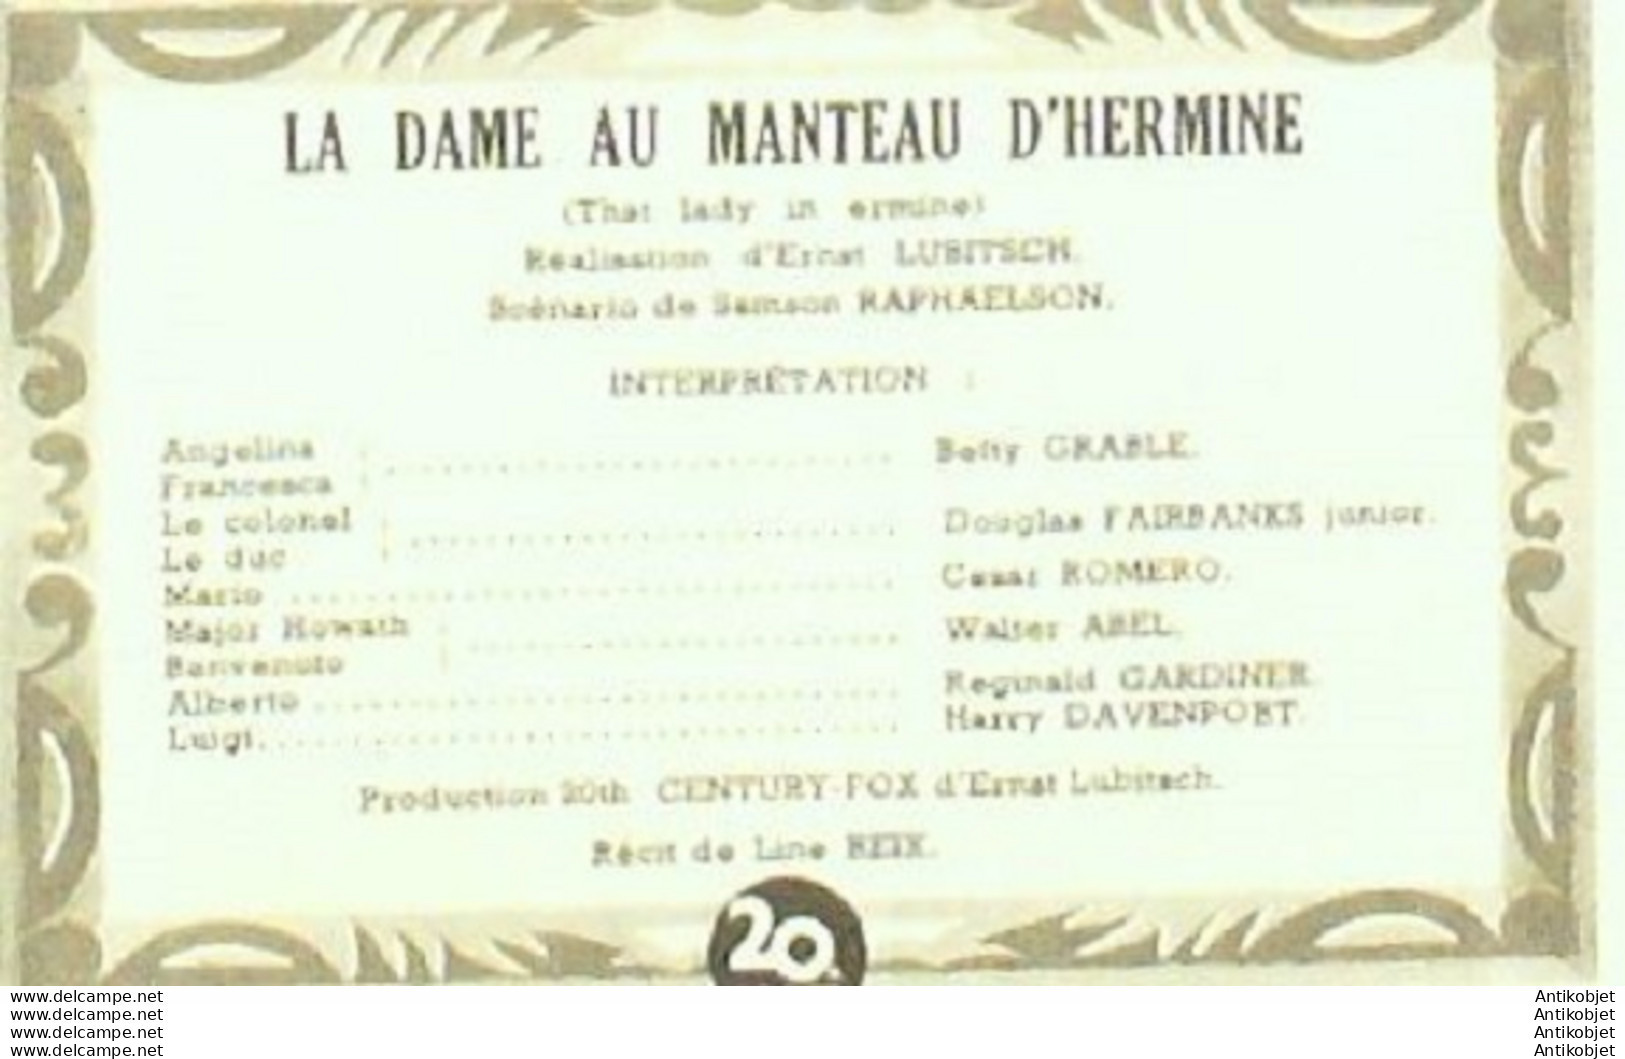 LA DAME AU MANTEAU D'HERMINE
(That lady in ermine)
Réalisation d'Ernst LUBITSCH.
Scénario de Samson RAPHAELSON.
INTERPRÉTATION :
Angelina
Francesca ........ Betty GRABLE.
Le colonel
Le duc ........ Douglas FAIRBANKS junior.
Mario ........ Cesar ROMERO.
Major Howath
Benvenuto ........ Walter ABEL.
Alberto ........ Reginald GARDINER.
Luigi ........ Harry DAVENPORT.
Production 20th CENTURY-FOX d'Ernst Lubitsch.
Récit de Line
20
www.delcampe.net
www.delcampe.net
www.delcampe.net
www.delcampe.net
Antikobjet
Antikobjet
Antikobjet
Antikobjet